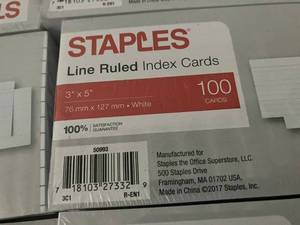 STAPLES
Line Ruled Index Cards
3" x 5"
76 mm x 127 mm • White
100
CARDS
100% SATISFACTION
GUARANTEE
50993
7 18103 27332 9
3C1
B-EN1
Manufactured for
Staples the Office Superstore, LLC.
500 Staples Drive
Framingham, MA 01702 USA.
Made in China ©2017 Staples, Inc.